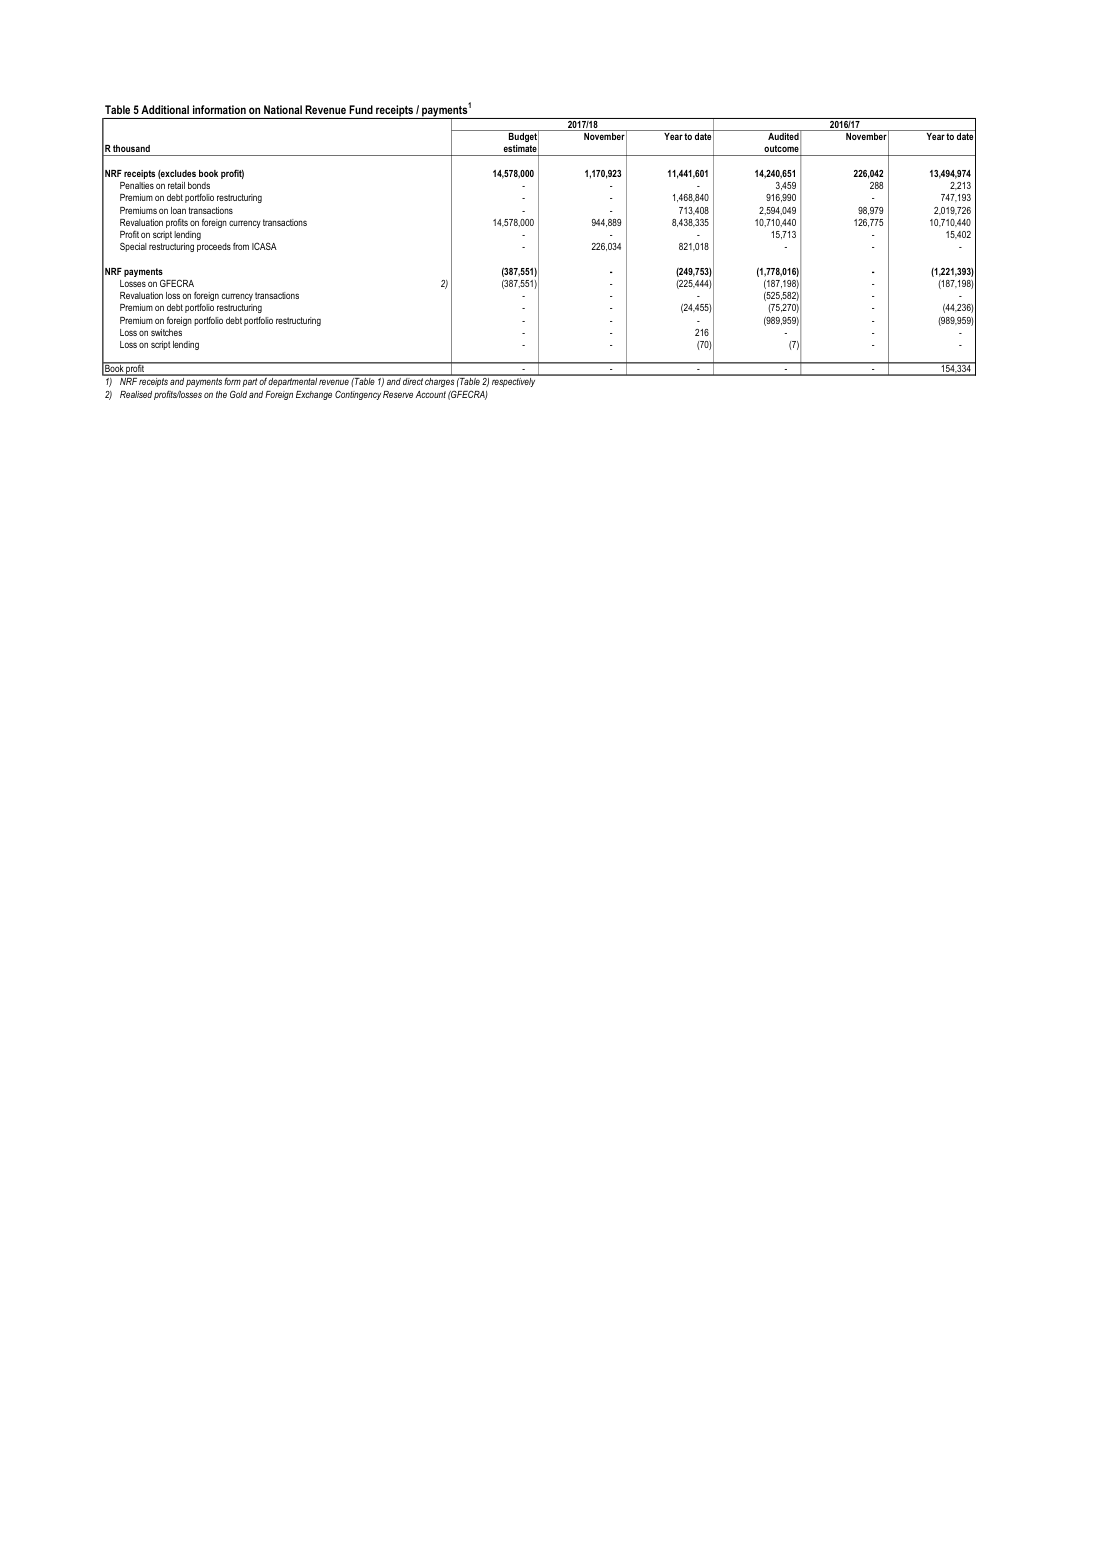 Table 5 Additional information on National Revenue Fund receipts / payments1
2017/18 2016/17
Budget November Year to date Audited November Year to date
R thousand estimate outcome
NRF receipts (excludes book profit) 14,578,000 1,170,923 11,441,601 14,240,651 226,042 13,494,974
Penalties on retail bonds - - - 3,459 288 2,213
Premium on debt portfolio restructuring - - 1,468,840 916,990 - 747,193
Premiums on loan transactions - - 713,408 2,594,049 98,979 2,019,726
Revaluation profits on foreign currency transactions 14,578,000 944,889 8,438,335 10,710,440 126,775 10,710,440
Profit on script lending - - - 15,713 - 15,402
Special restructuring proceeds from ICASA - 226,034 821,018 - - -
NRF payments (387,551) - (249,753) (1,778,016) - (1,221,393)
Losses on GFECRA 2) (387,551) - (225,444) (187,198) - (187,198)
Revaluation loss on foreign currency transactions - - - (525,582) - -
Premium on debt portfolio restructuring - - (24,455) (75,270) - (44,236)
Premium on foreign portfolio debt portfolio restructuring - - - (989,959) - (989,959)
Loss on switches - - 216 - - -
Loss on script lending - - (70) (7) - -
Book profit - - - - - 154,334
1) NRF receipts and payments form part of departmental revenue (Table 1) and direct charges (Table 2) respectively
2) Realised profits/losses on the Gold and Foreign Exchange Contingency Reserve Account (GFECRA)